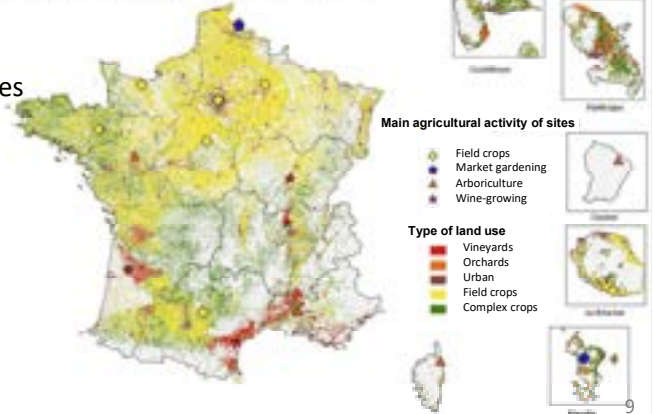 es
Main agricultural activity of sites
Field crops
Market gardening
Arboriculture
Wine-growing
Type of land use
Vineyards
Orchards
Urban
Field crops
Complex crops
9